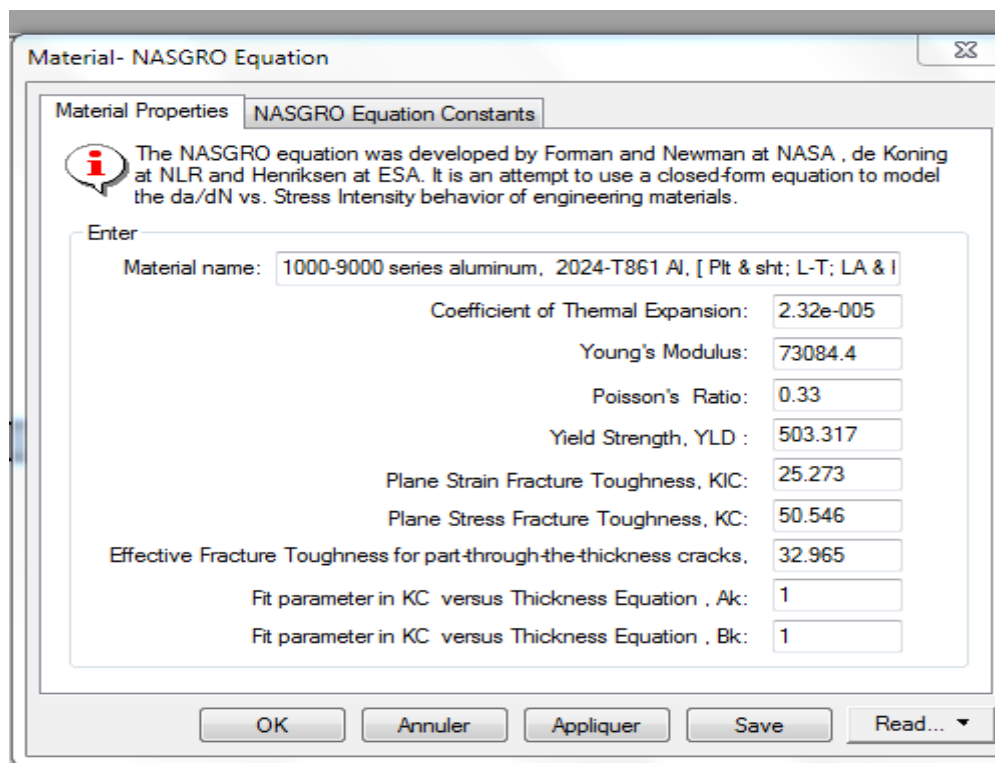 Material- NASGRO Equation
Material Properties
NASGRO Equation Constants
The NASGRO equation was developed by Forman and Newman at NASA , de Koning
at NLR and Henriksen at ESA. It is an attempt to use a closed-form equation to model
the da/dN vs. Stress Intensity behavior of engineering materials.
Enter
Material name: 1000-9000 series aluminum, 2024-T861 Al, [ Plt & sht; L-T; LA &
Coefficient of Thermal Expansion: 2.32e-005
Young's Modulus: 73084.4
Poisson's Ratio: 0.33
Yield Strength, YLD : 503.317
Plane Strain Fracture Toughness, KIC: 25.273
Plane Stress Fracture Toughness, KC: 50.546
Effective Fracture Toughness for part-through-the-thickness cracks, 32.965
Fit parameter in KC versus Thickness Equation , Ak: 1
Fit parameter in KC versus Thickness Equation , Bk: 1
OK Annuler Appliquer Save Read...